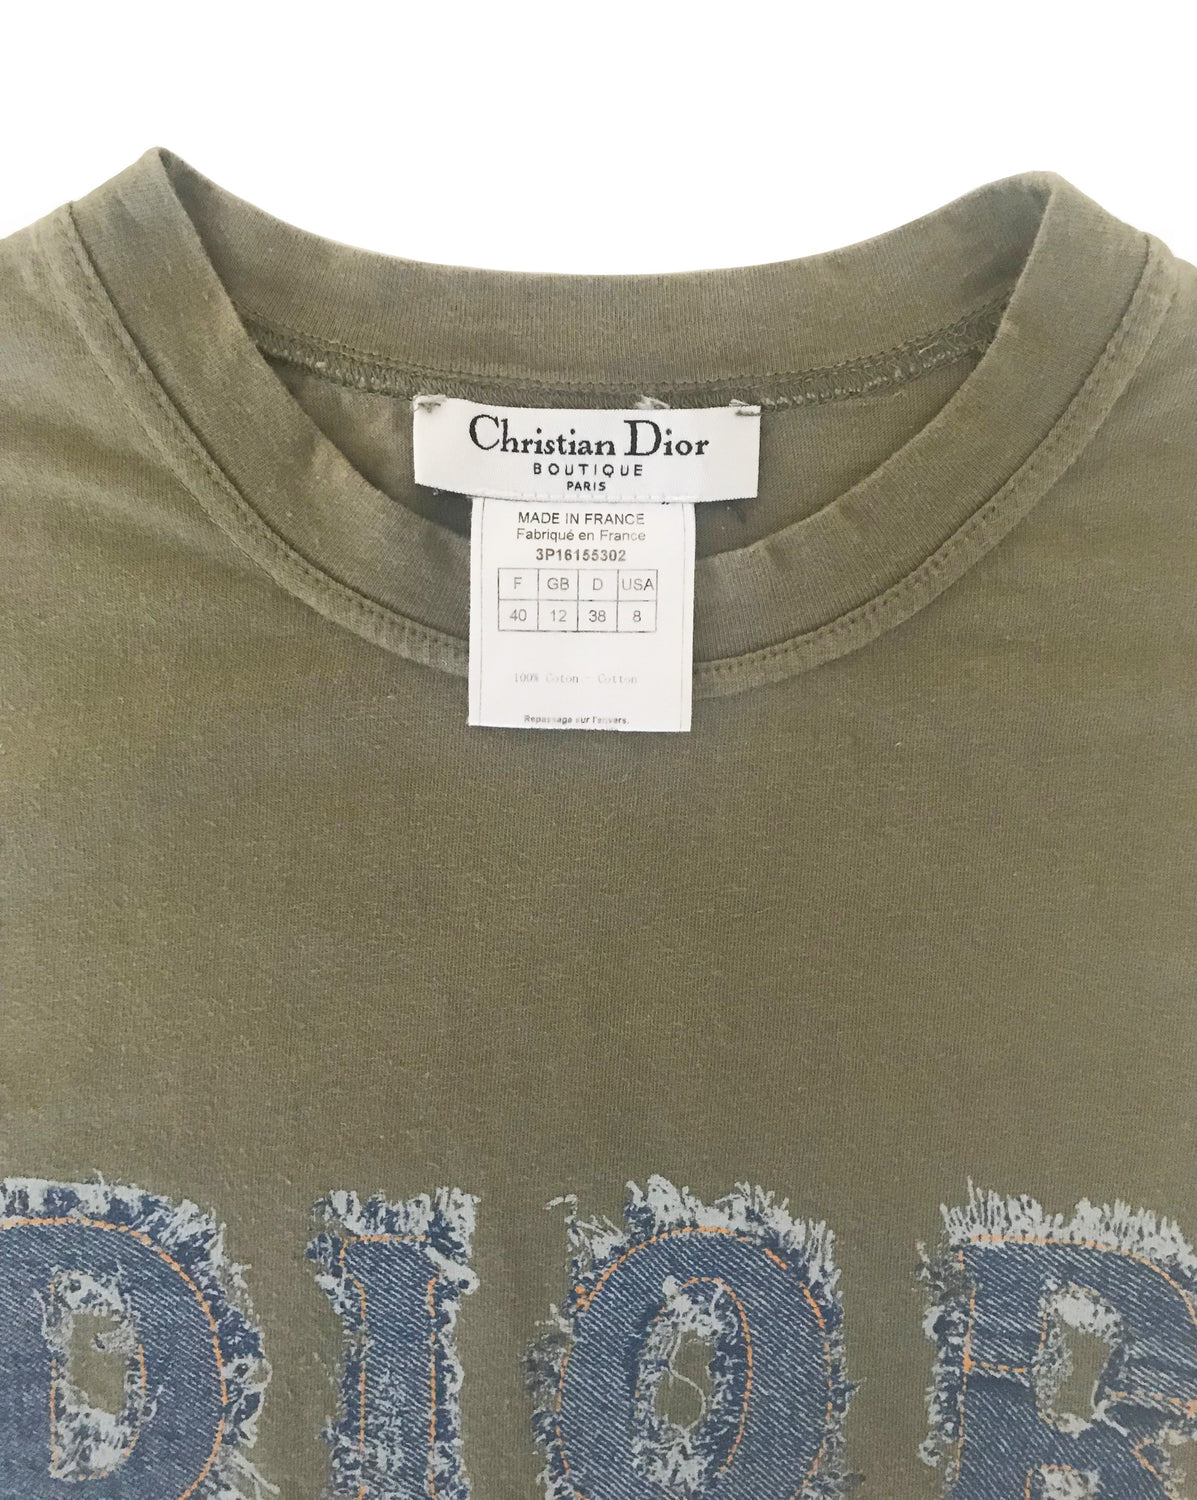 Christian Dior
BOUTIQUE
PARIS
MADE IN FRANCE
Fabriqué en France
3P16155302
F GB D USA
40 12 38 8
100% Coton - Cotton
Repassage sur l'envers.
DIOR